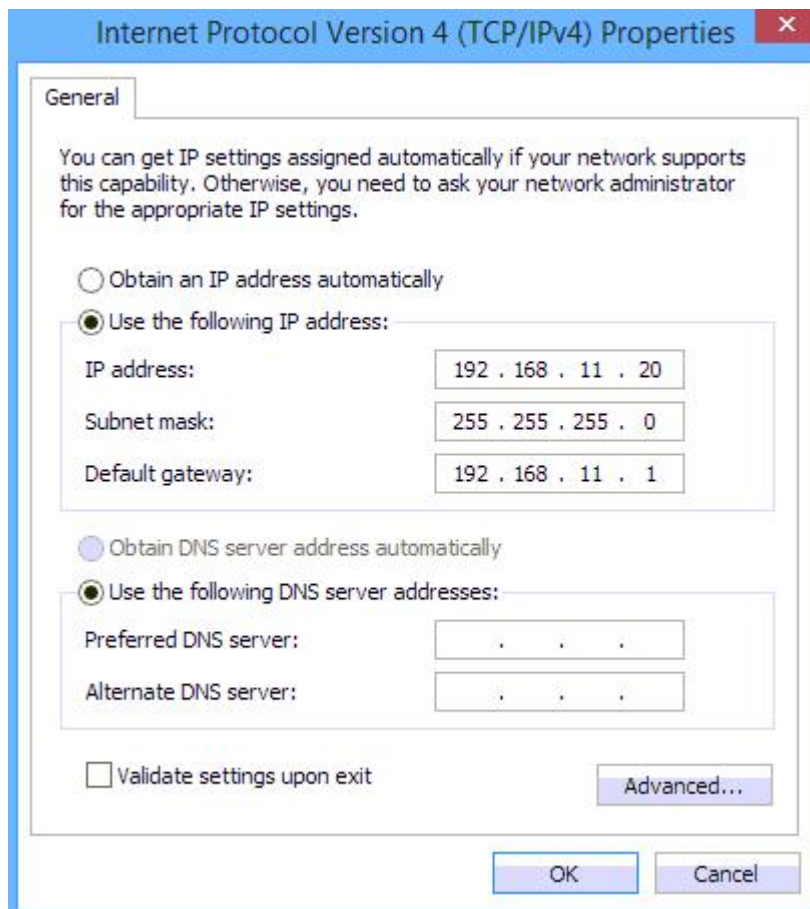 Internet Protocol Version 4 (TCP/IPv4) Properties
General
You can get IP settings assigned automatically if your network supports
this capability. Otherwise, you need to ask your network administrator
for the appropriate IP settings.
Obtain an IP address automatically
Use the following IP address:
IP address: 192 . 168 . 11 . 20
Subnet mask: 255 . 255 . 255 . 0
Default gateway: 192 . 168 . 11 . 1
Obtain DNS server address automatically
Use the following DNS server addresses:
Preferred DNS server: . . .
Alternate DNS server: . . .
Validate settings upon exit
Advanced...
OK Cancel